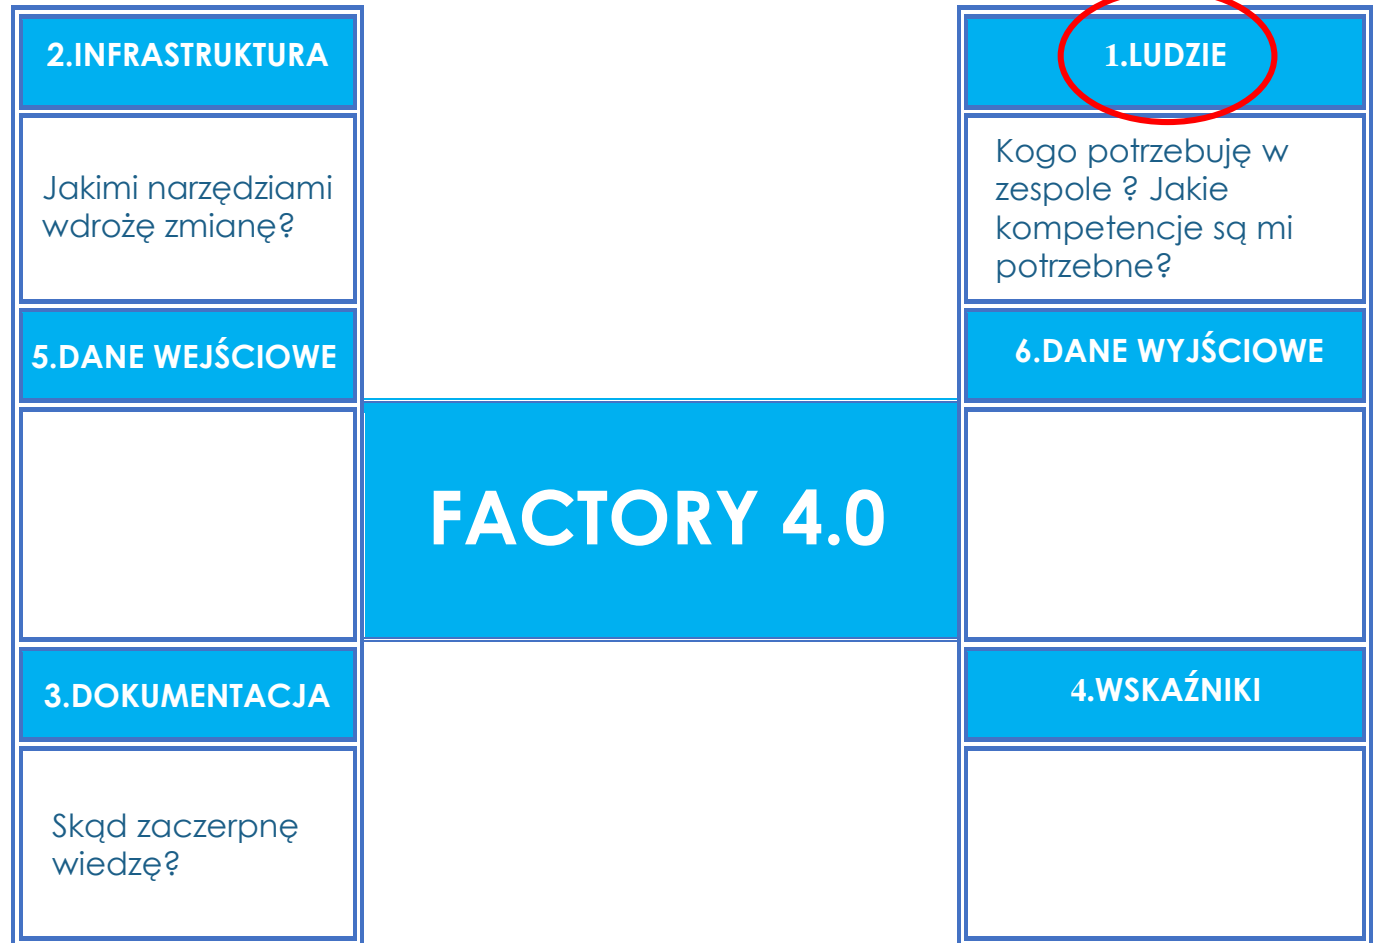 2.INFRASTRUKTURA
Jakimi narzędziami
wdrożę zmianę?
5.DANE WEJŚCIOWE
3.DOKUMENTACJA
Skąd zaczerpnę
wiedzę?
FACTORY 4.0
1.LUDZIE
Kogo potrzebuję w
zespole ? Jakie
kompetencje są mi
potrzebne?
6.DANE WYJŚCIOWE
4.WSKAŹNIKI